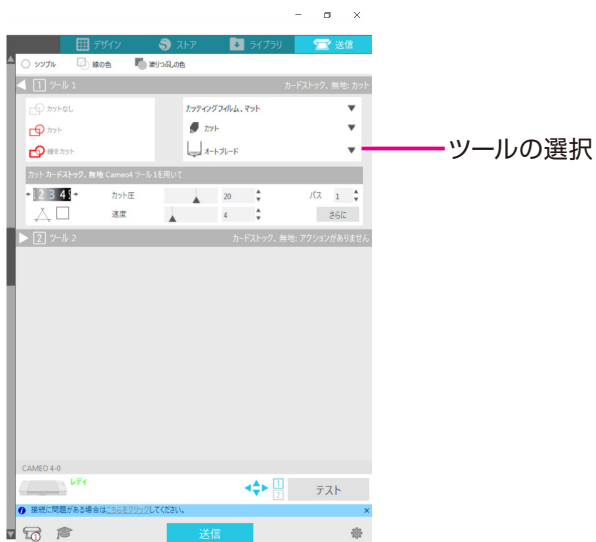 デザイン ストア ライブラリ 送信
シンプル 線の色 塗りつぶしの色
1 ツール 1 カードストック、無地: カット
カットなし
カット
線をカット
カッティングフィルム、マット
カット
オートブレード
ツールの選択
カット カードストック、無地 Cameo4 ツール 1を用いて
カット圧 20 パス 1
速度 4 さらに
2 ツール 2 カードストック、無地: アクションがありません
CAMEO 4-0
レディ
1
2
テスト
接続に問題がある場合はこちらをクリックしてください。
送信